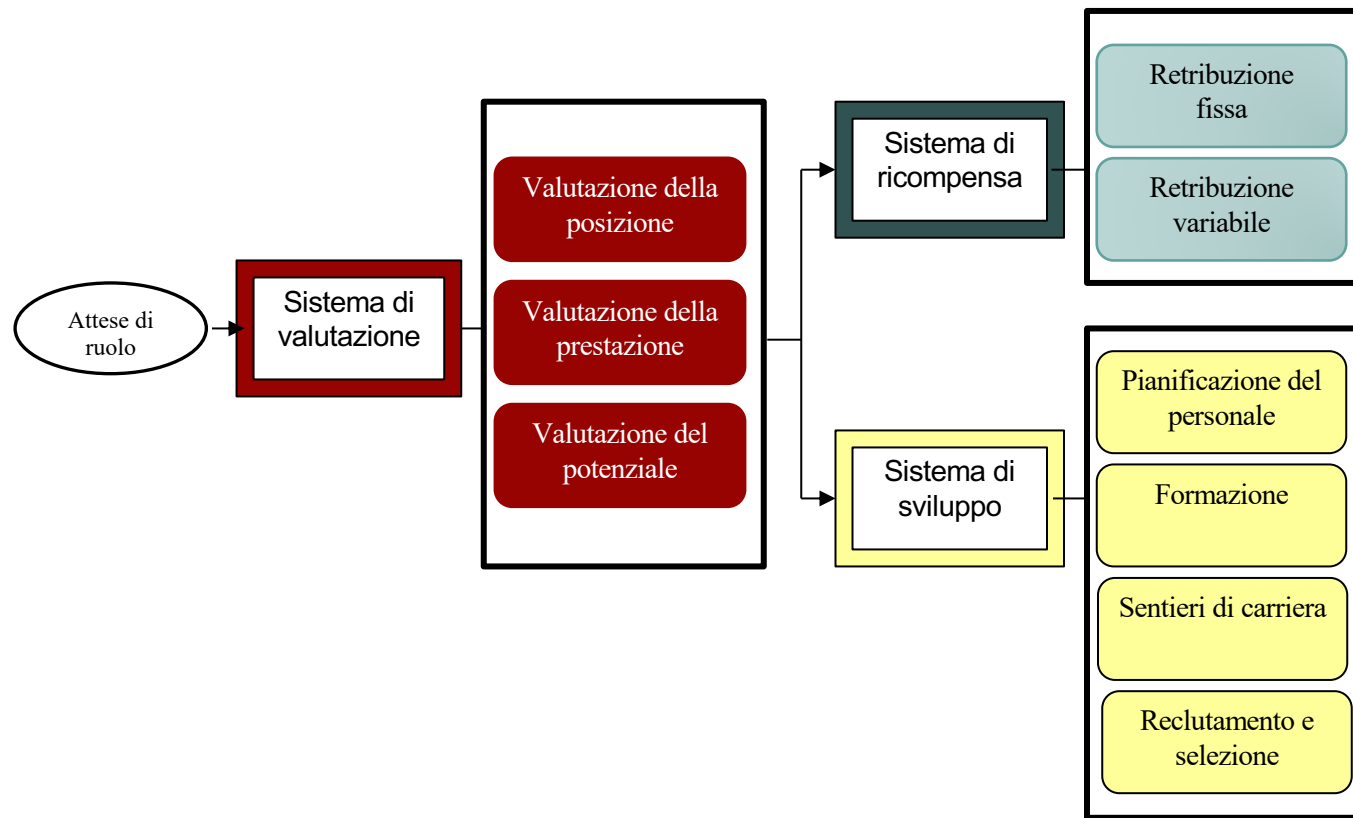 Attese di
ruolo
Sistema di
valutazione
Valutazione della
posizione
Valutazione della
prestazione
Valutazione del
potenziale
Sistema di
ricompensa
Retribuzione
fissa
Retribuzione
variabile
Sistema di
sviluppo
Pianificazione del
personale
Formazione
Sentieri di carriera
Reclutamento e
selezione